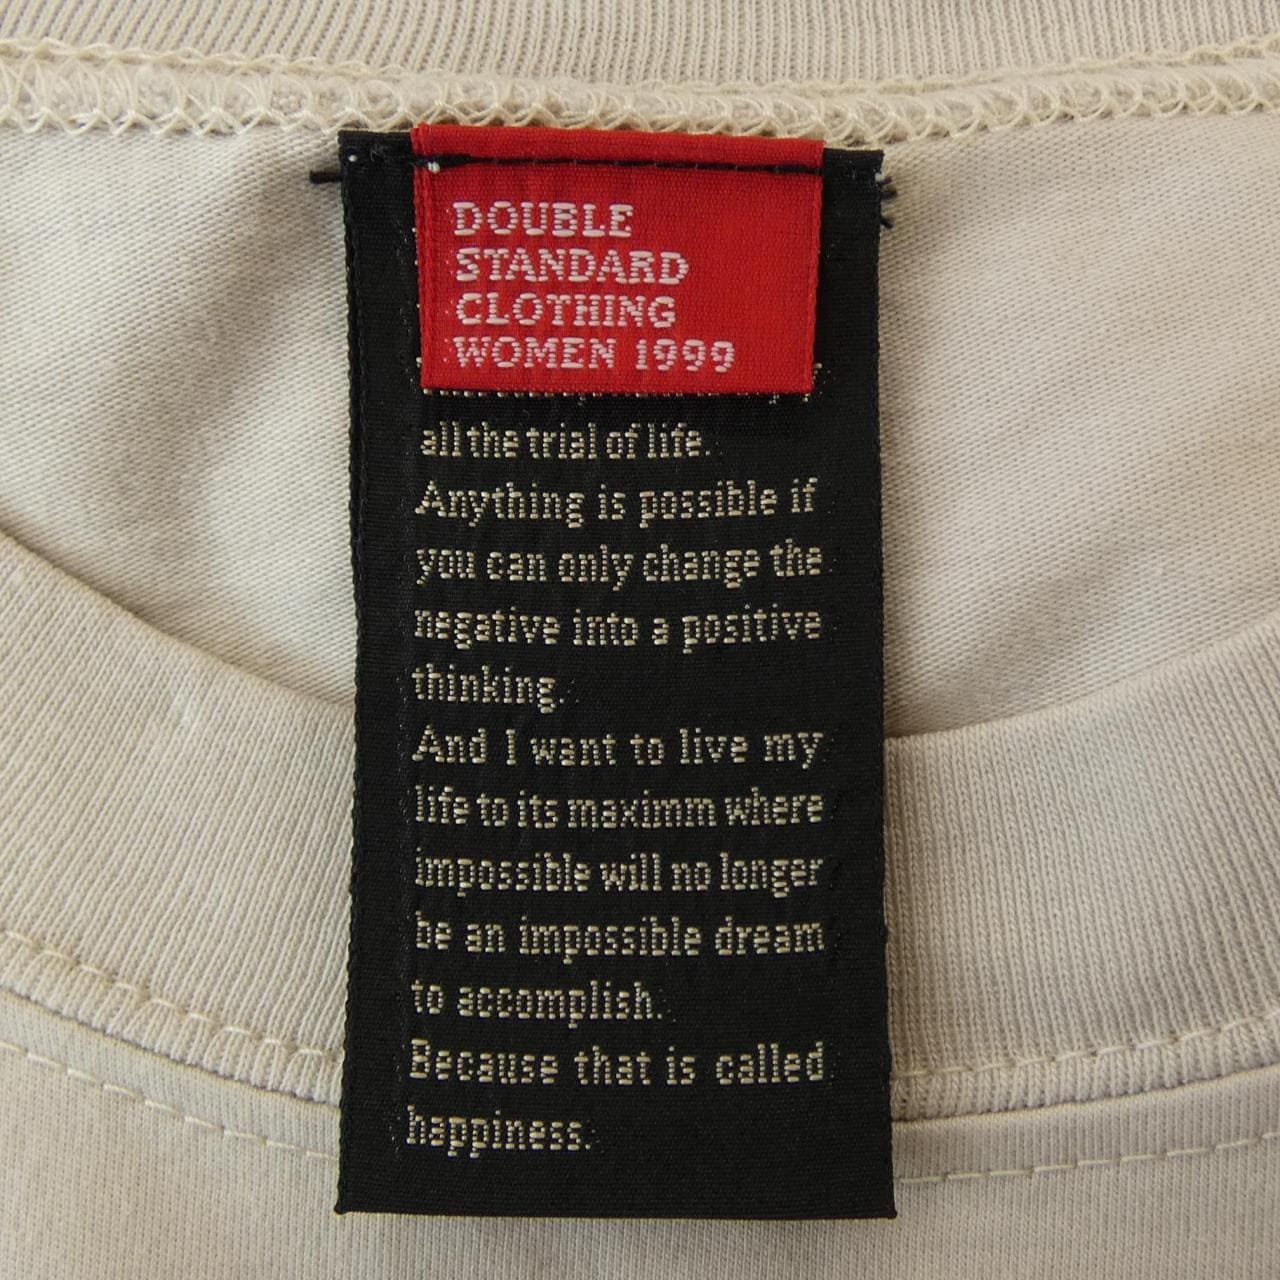 DOUBLE
STANDARD
CLOTHING
WOMEN 1999
all the trial of life.
Anything is possible if
you can only change the
negative into a positive
thinking.
And I want to live my
life to its maximm where
impossible will no longer
be an impossible dream
to accomplish.
Because that is called
happiness.